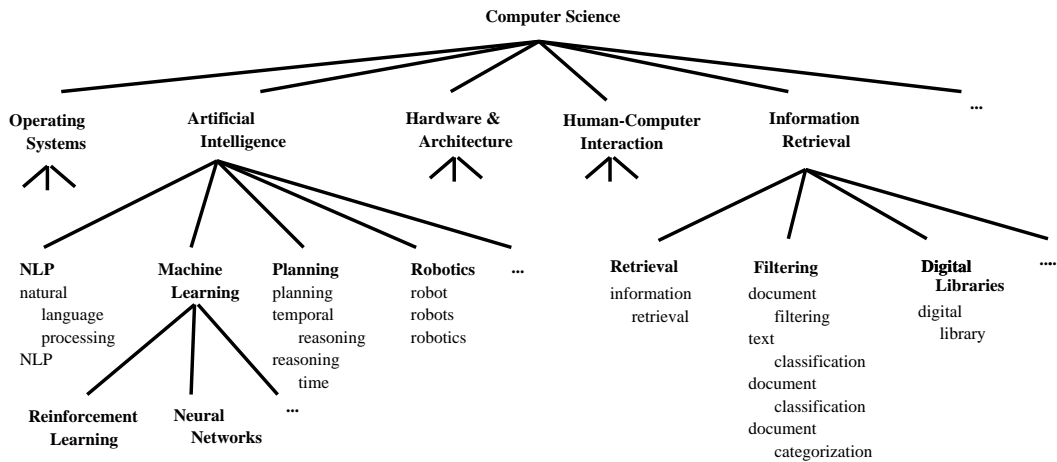 Computer Science
Operating
Systems
Artificial
Intelligence
Hardware &
Architecture
Human-Computer
Interaction
Information
Retrieval
...
NLP
natural
language
processing
NLP
Machine
Learning
Planning
planning
temporal
reasoning
reasoning
time
Robotics
robot
robots
robotics
...
Retrieval
information
retrieval
Filtering
document
filtering
text
classification
document
classification
document
categorization
Digital
Libraries
digital
library
....
Reinforcement
Learning
Neural
Networks
...